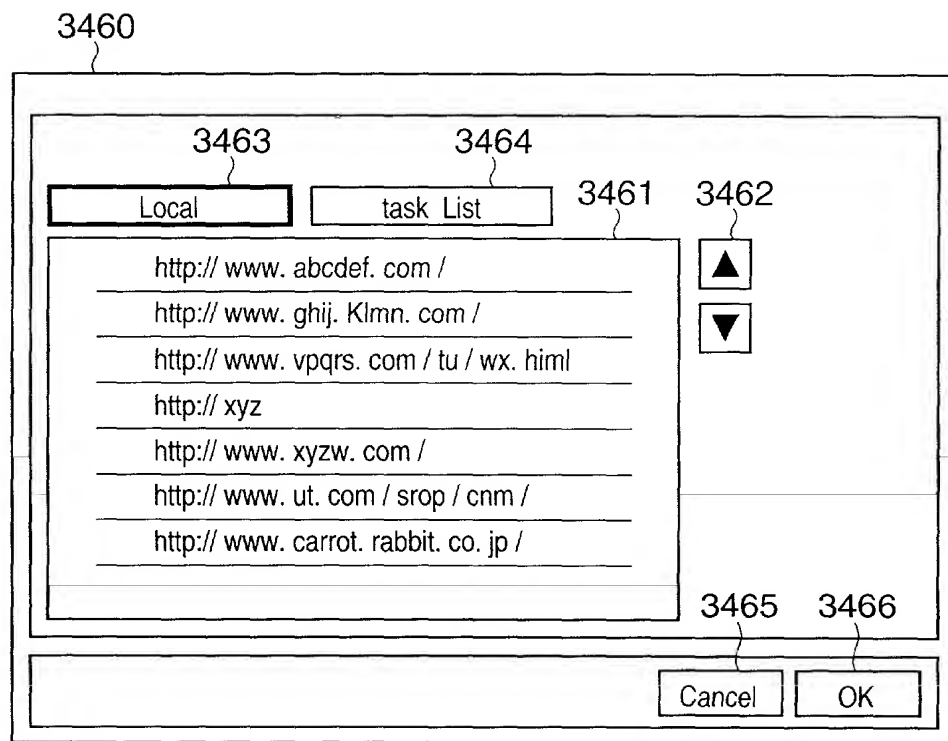 3460
3463 3464
Local task List 3461 3462
▲
http:// www. abcdef. com /
http:// www. ghij. Klmn. com /
▼
http:// www. vpqrs. com / tu / wx. himl
http:// xyz
http:// www. xyzw. com /
http:// www. ut. com / srop / cnm /
http:// www. carrot. rabbit. co. jp /
3465 3466
Cancel OK